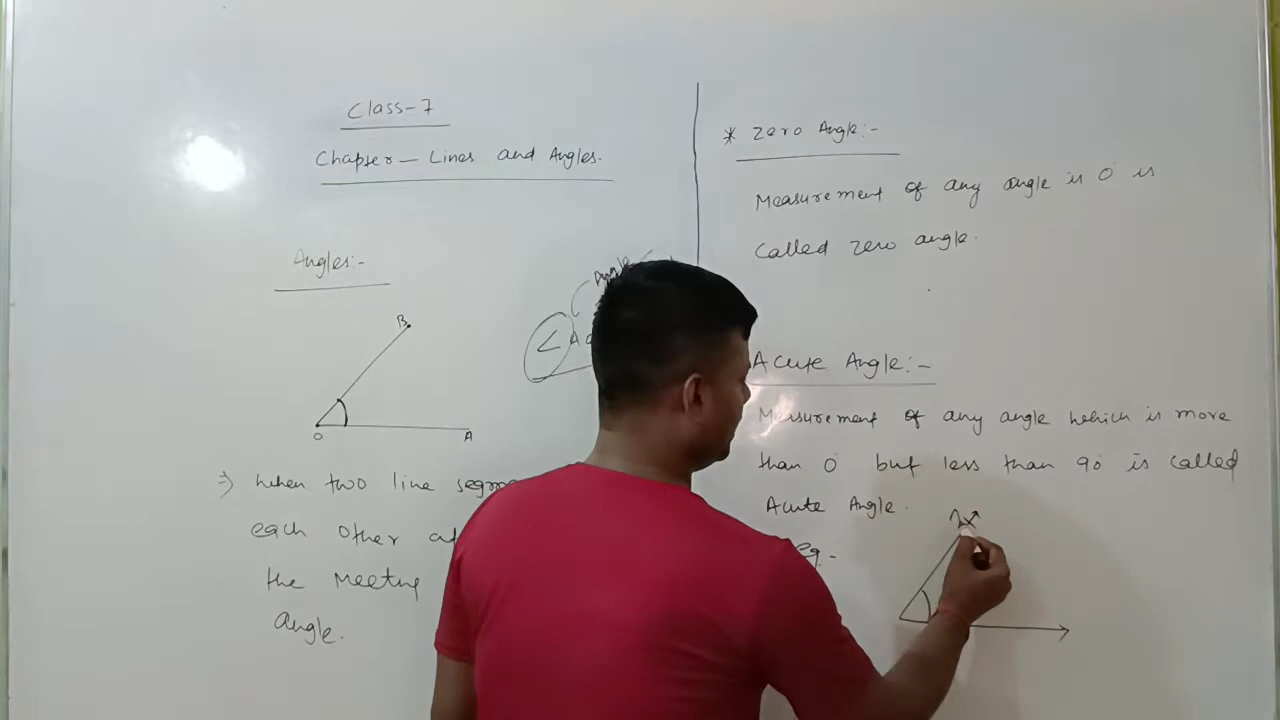 Class-7
Chapter - Lines and Angles.
Angles:-
B
O
A
Angle
∠ A
⇒ when two line
each other
the Meeting
angle.
* Zero Angle:-
Measurement of any angle is 0° is
Called zero angle.
Acute Angle:-
Measurement of any angle which is more
than 0° but less than 90° is called
Acute Angle.
eg.-